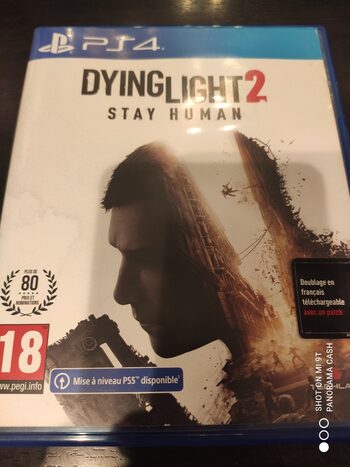 PS4
DYING LIGHT 2
STAY HUMAN
PLUS DE
80
PRIX ET
NOMINATIONS
Doublage en
français
téléchargeable
avec un patch
18
www.pegi.info
Mise à niveau PS5™ disponible
SHOT ON MI 9T
PANORAMA CASH